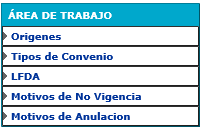 ÁREA DE TRABAJO
Origenes
Tipos de Convenio
LFDA
Motivos de No Vigencia
Motivos de Anulacion